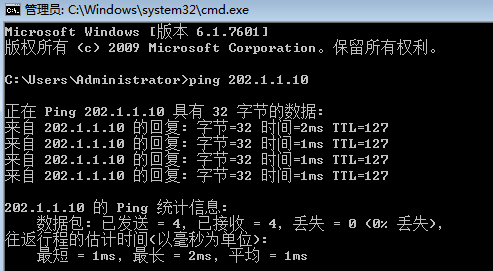 管理员: C:\Windows\system32\cmd.exe
Microsoft Windows [版本 6.1.7601]
版权所有 (c) 2009 Microsoft Corporation。保留所有权利。
C:\Users\Administrator>ping 202.1.1.10
正在 Ping 202.1.1.10 具有 32 字节的数据:
来自 202.1.1.10 的回复: 字节=32 时间=2ms TTL=127
来自 202.1.1.10 的回复: 字节=32 时间=1ms TTL=127
来自 202.1.1.10 的回复: 字节=32 时间=1ms TTL=127
来自 202.1.1.10 的回复: 字节=32 时间=1ms TTL=127
202.1.1.10 的 Ping 统计信息:
数据包: 已发送 = 4, 已接收 = 4, 丢失 = 0 (0% 丢失),
往返行程的估计时间(以毫秒为单位):
最短 = 1ms, 最长 = 2ms, 平均 = 1ms